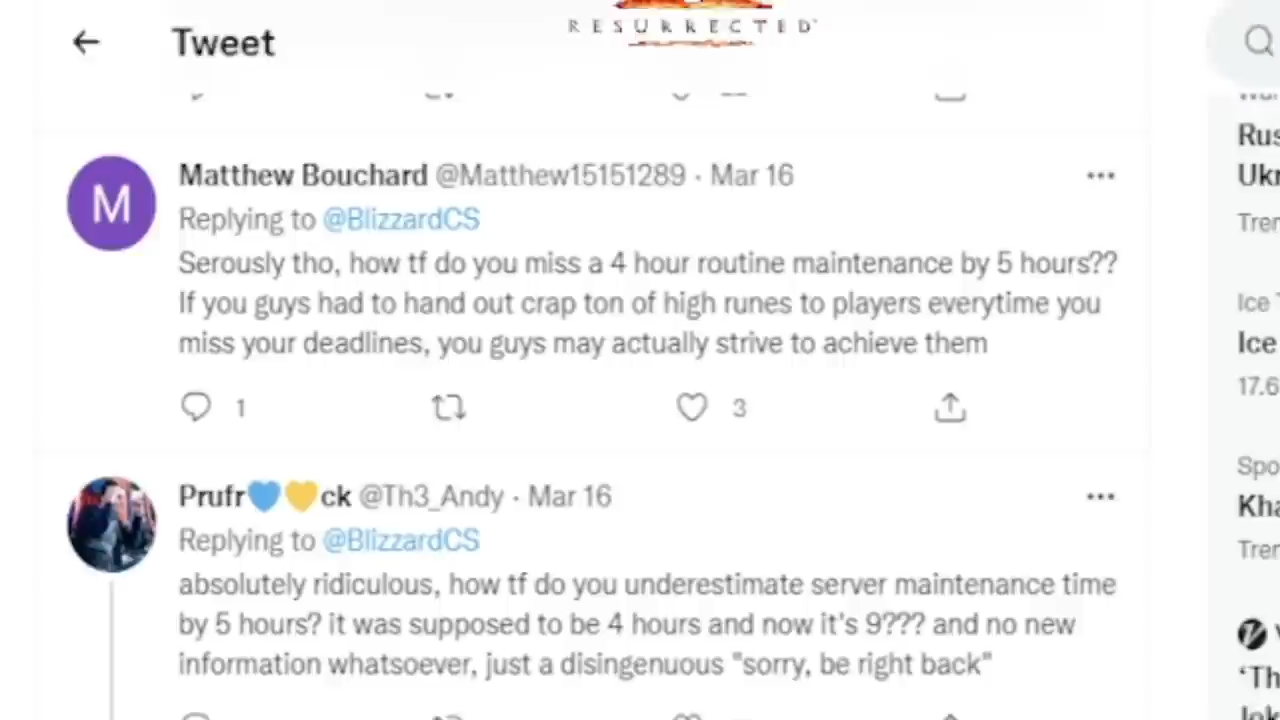 RESURRECTED
Tweet
Matthew Bouchard @Matthew15151289 · Mar 16
Replying to @BlizzardCS
Serously tho, how tf do you miss a 4 hour routine maintenance by 5 hours??
If you guys had to hand out crap ton of high runes to players everytime you
miss your deadlines, you guys may actually strive to achieve them
1 3
Prufr💙💛ck @Th3_Andy · Mar 16
Replying to @BlizzardCS
absolutely ridiculous, how tf do you underestimate server maintenance time
by 5 hours? it was supposed to be 4 hours and now it's 9??? and no new
information whatsoever, just a disingenuous "sorry, be right back"
Rus
Ukr
Tren
Ice
Ice
17.6
Spo
Kha
Tren
'Th